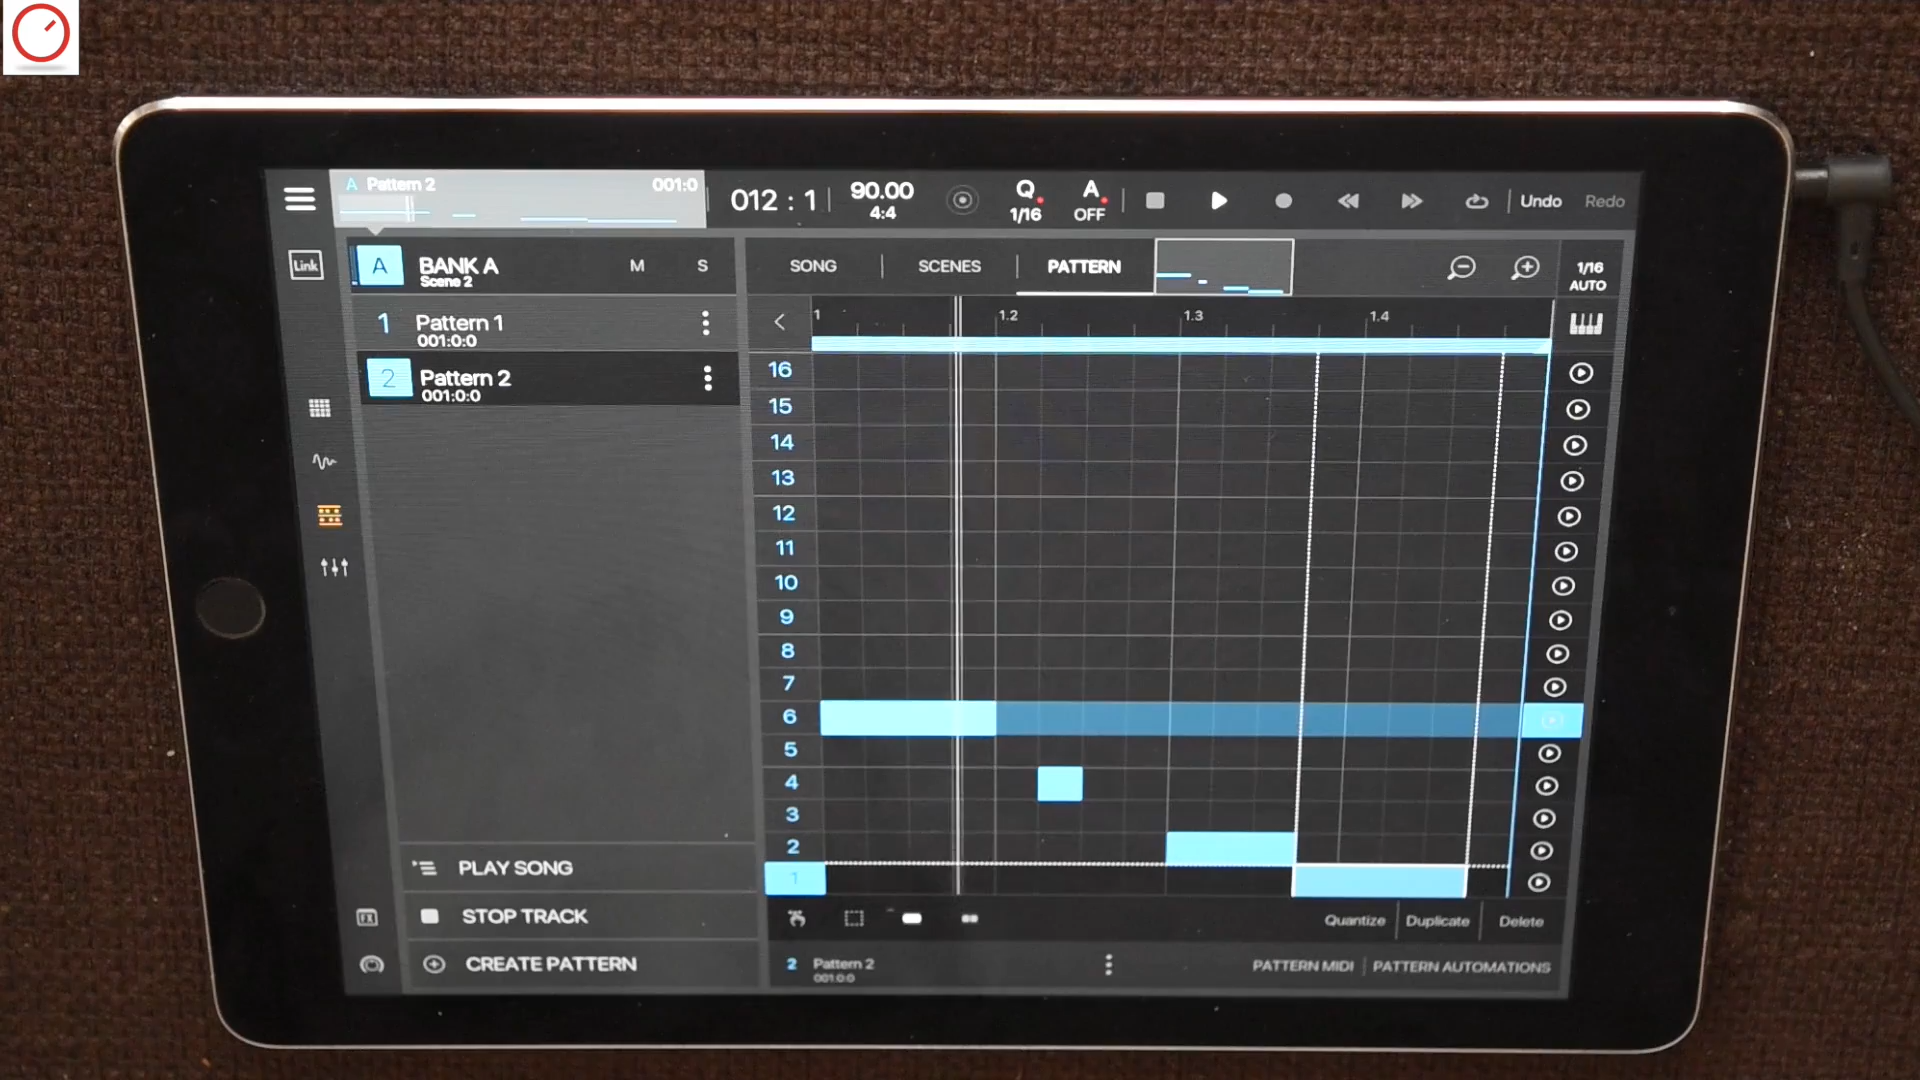 A Pattern 2 001:0
012 : 1
90.00
4:4
Q
1/16
A
OFF
Undo Redo
Link
A BANK A M S
Scene 2
SONG SCENES PATTERN
1/16
AUTO
1 Pattern 1
001:0:0
2 Pattern 2
001:0:0
1 1.2 1.3 1.4
16
15
14
13
12
11
10
9
8
7
6
5
4
3
2
1
PLAY SONG
FX STOP TRACK
CREATE PATTERN
Quantize Duplicate Delete
2 Pattern 2
001:0:0
PATTERN MIDI PATTERN AUTOMATIONS